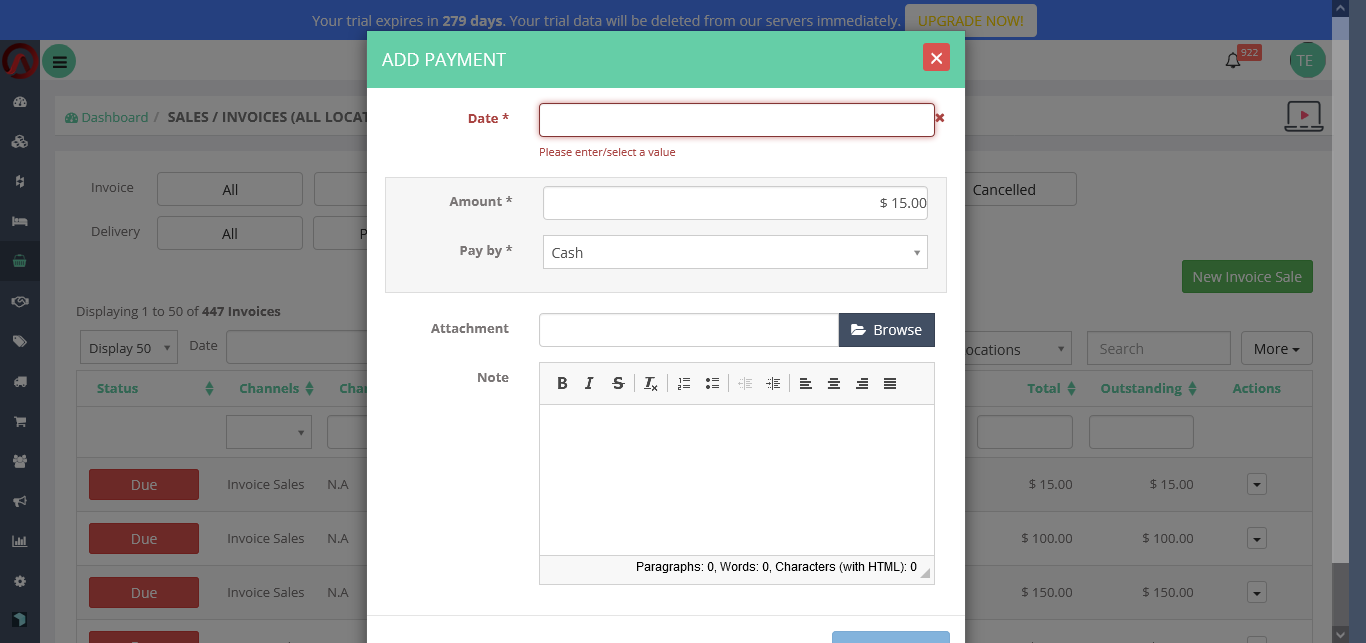 Your trial expires in 279 days. Your trial data will be deleted from our servers immediately. UPGRADE NOW!
ADD PAYMENT
922
TE
Dashboard / SALES / INVOICES (ALL LOCAT
Date *
Please enter/select a value
Invoice
All
Cancelled
Amount *
$ 15.00
Delivery
All
P
Pay by *
Cash
New Invoice Sale
Displaying 1 to 50 of 447 Invoices
Attachment
Browse
Display 50
Date
ocations
Search
More
Note
Status
Channels
Char
Total
Outstanding
Actions
Due
Invoice Sales
N.A
$ 15.00
$ 15.00
Due
Invoice Sales
N.A
$ 100.00
$ 100.00
Paragraphs: 0, Words: 0, Characters (with HTML): 0
Due
Invoice Sales
N.A
$ 150.00
$ 150.00